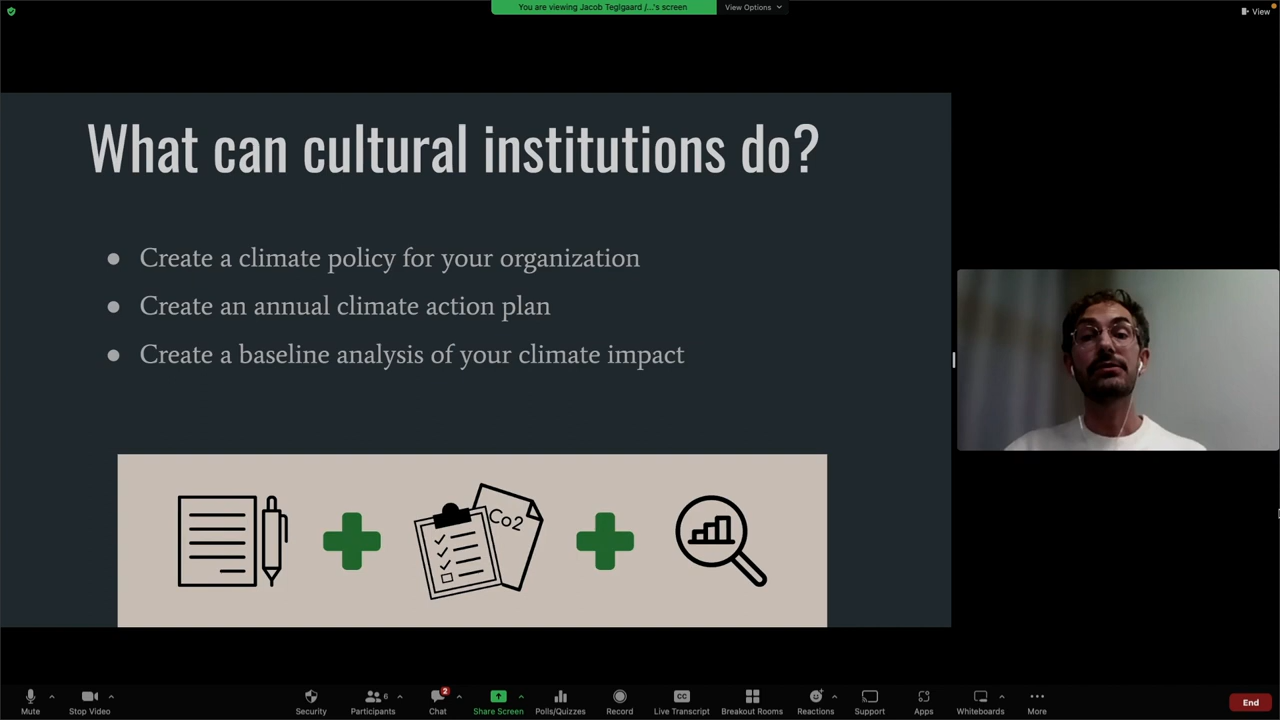 You are viewing Jacob Teglgaard /...'s screen
View Options
View
What can cultural institutions do?
● Create a climate policy for your organization
● Create an annual climate action plan
● Create a baseline analysis of your climate impact
Co2
Mute
Stop Video
Security
Participants
6
Chat
2
Share Screen
Polls/Quizzes
Record
CC
Live Transcript
Breakout Rooms
Reactions
Support
Apps
Whiteboards
More
End